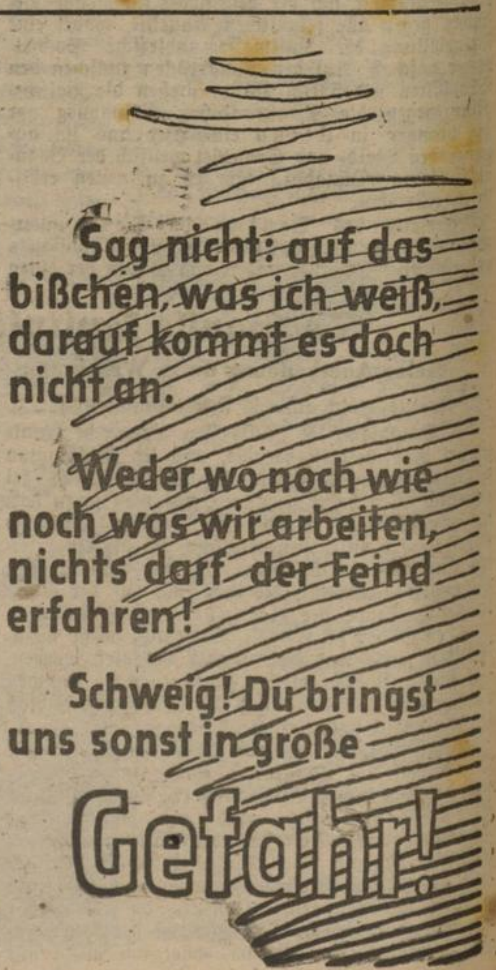 Sag nicht: auf das
bißchen, was ich weiß,
darauf kommt es doch
nicht an.
Weder wo noch wie
noch was wir arbeiten,
nichts darf der Feind
erfahren!
Schweig! Du bringst
uns sonst in große
Gefahr!